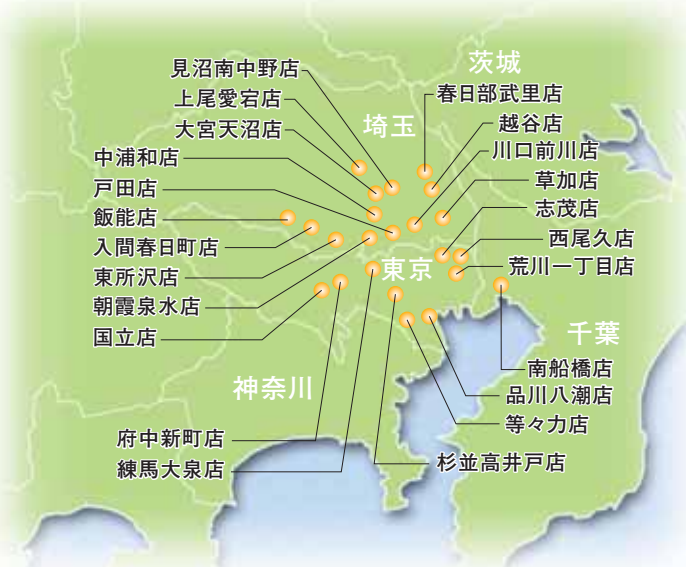 見沼南中野店
上尾愛宕店
大宮天沼店
中浦和店
戸田店
飯能店
入間春日町店
東所沢店
朝霞泉水店
国立店
府中新町店
練馬大泉店
埼玉
茨城
東京
神奈川
千葉
春日部武里店
越谷店
川口前川店
草加店
志茂店
西尾久店
荒川一丁目店
南船橋店
品川八潮店
等々力店
杉並高井戸店